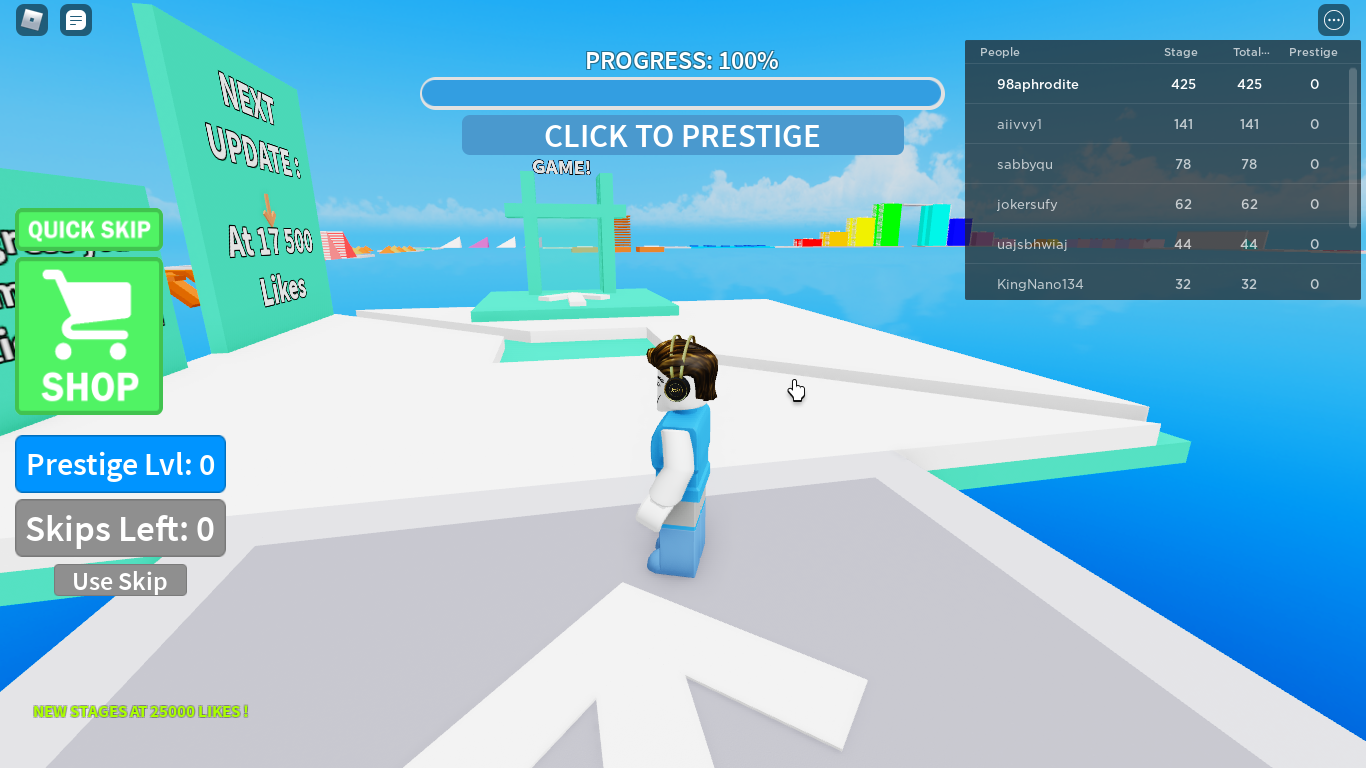 PROGRESS: 100%
CLICK TO PRESTIGE
GAME!
NEXT
UPDATE :
At 17 500
Likes
QUICK SKIP
SHOP
Prestige Lvl: 0
Skips Left: 0
Use Skip
NEW STAGES AT 25000 LIKES !
People Stage Total... Prestige
98aphrodite 425 425 0
aiivvy1 141 141 0
sabbyqu 78 78 0
jokersufy 62 62 0
uajsbhwiaj 44 44 0
KingNano134 32 32 0